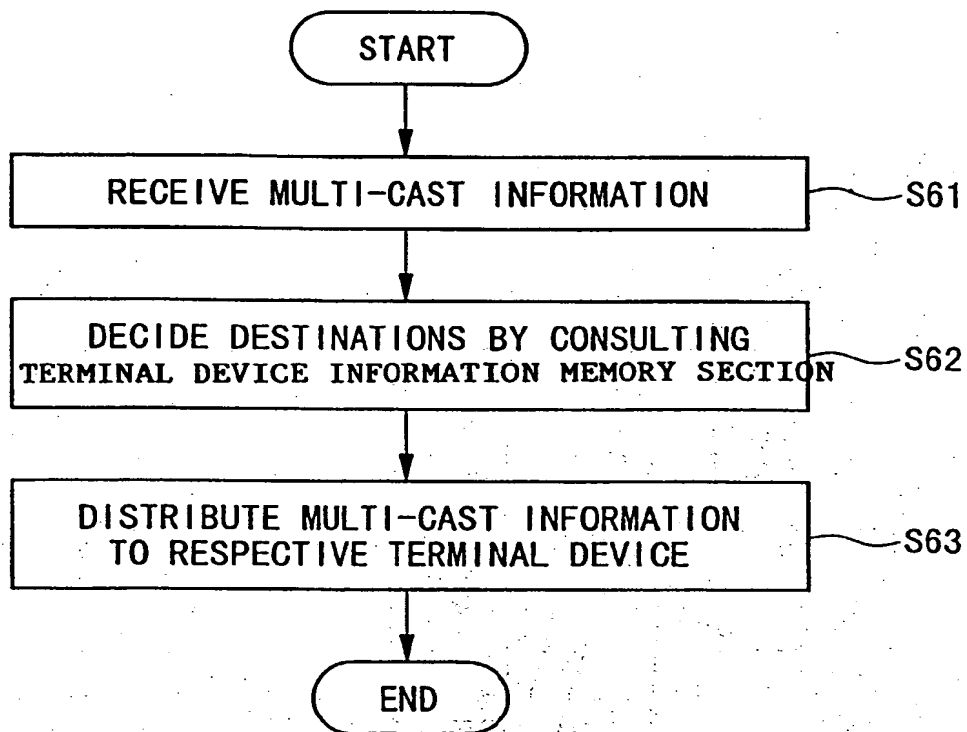 START
RECEIVE MULTI-CAST INFORMATION
S61
DECIDE DESTINATIONS BY CONSULTING
TERMINAL DEVICE INFORMATION MEMORY SECTION
S62
DISTRIBUTE MULTI-CAST INFORMATION
TO RESPECTIVE TERMINAL DEVICE
S63
END